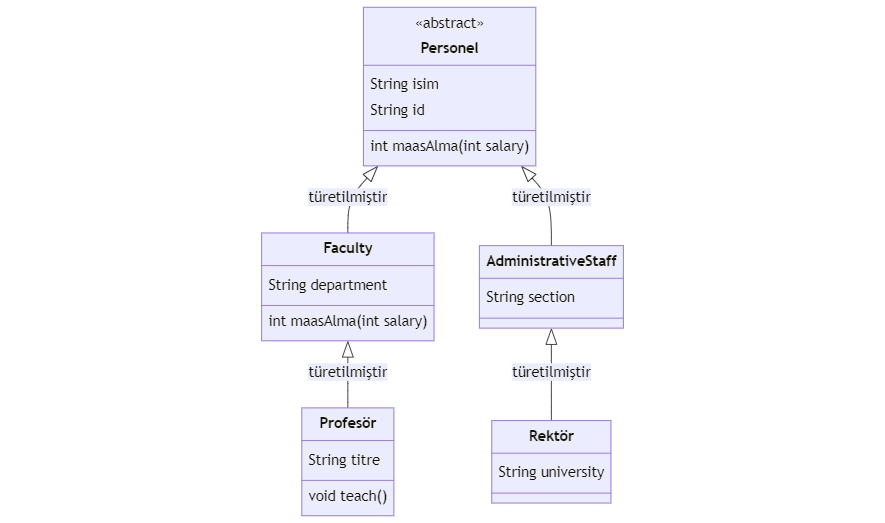 «abstract»
Personel
String isim
String id
int maasAlma(int salary)
türetilmiştir
türetilmiştir
Faculty
String department
int maasAlma(int salary)
AdministrativeStaff
String section
türetilmiştir
türetilmiştir
Profesör
String titre
void teach()
Rektör
String university